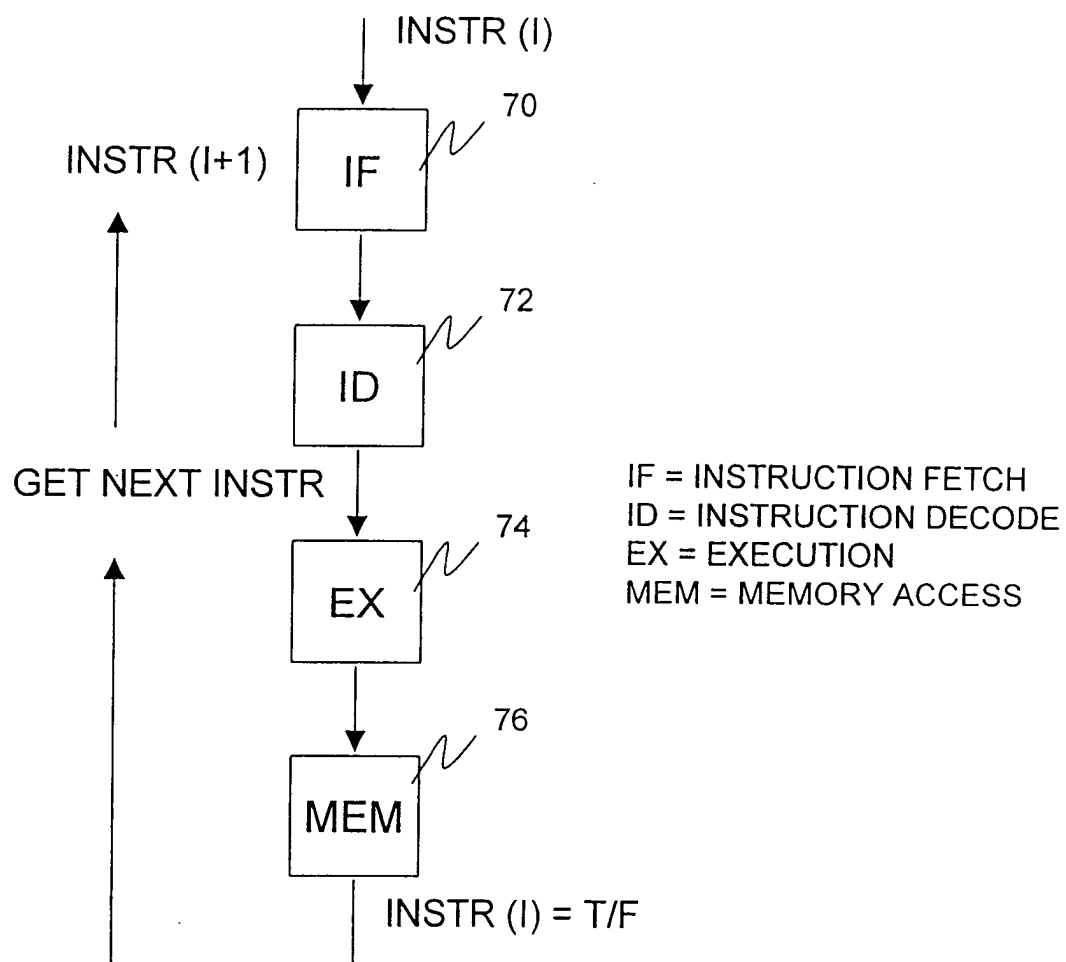 INSTR (I)
70
INSTR (I+1)
IF
72
ID
GET NEXT INSTR
74
EX
IF = INSTRUCTION FETCH
ID = INSTRUCTION DECODE
EX = EXECUTION
MEM = MEMORY ACCESS
76
MEM
INSTR (I) = T/F